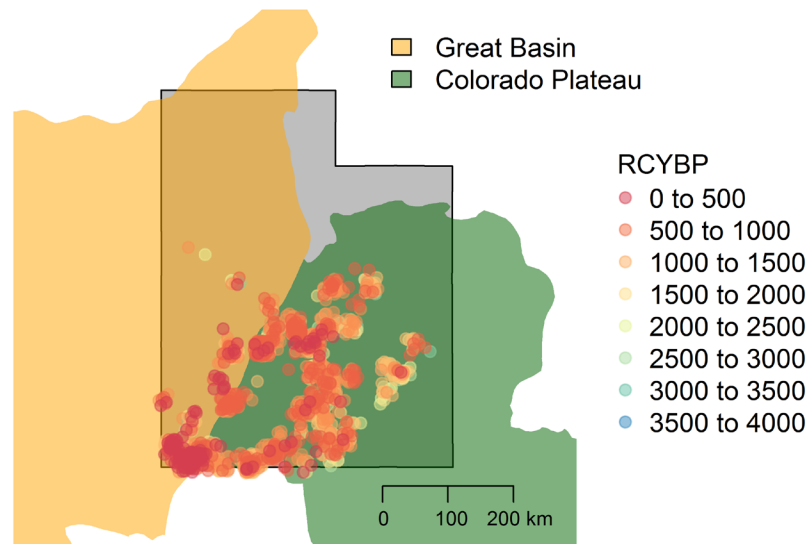 Great Basin
Colorado Plateau
RCYBP
0 to 500
500 to 1000
1000 to 1500
1500 to 2000
2000 to 2500
2500 to 3000
3000 to 3500
3500 to 4000
0 100 200 km